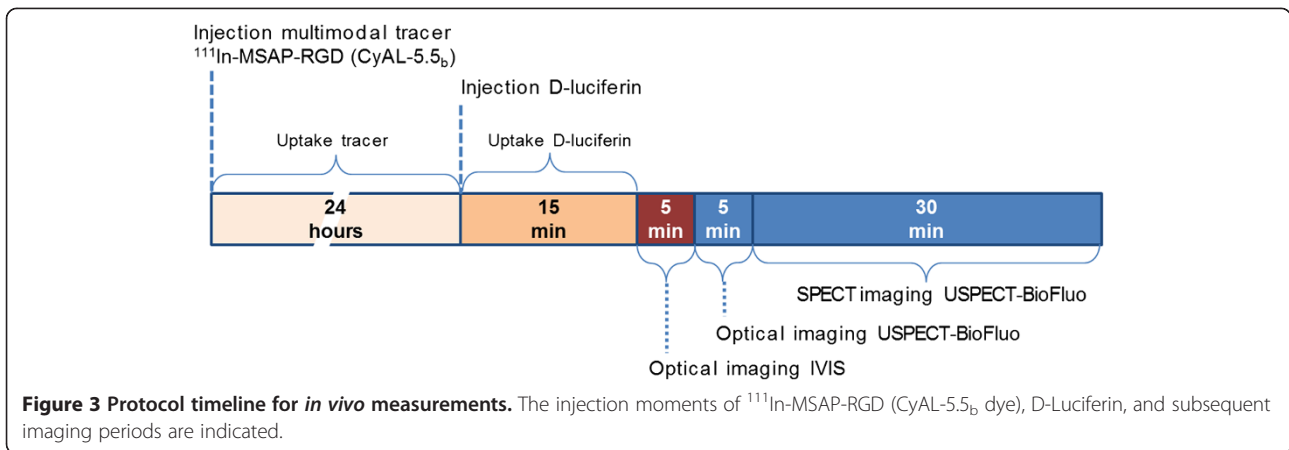 Injection multimodal tracer
¹¹¹In-MSAP-RGD (CyAL-5.5b)
Injection D-luciferin
Uptake tracer
Uptake D-luciferin
24
hours
15
min
5
min
5
min
30
min
SPECT imaging USPECT-BioFluo
Optical imaging USPECT-BioFluo
Optical imaging IVIS
Figure 3 Protocol timeline for in vivo measurements. The injection moments of ¹¹¹In-MSAP-RGD (CyAL-5.5b dye), D-Luciferin, and subsequent
imaging periods are indicated.